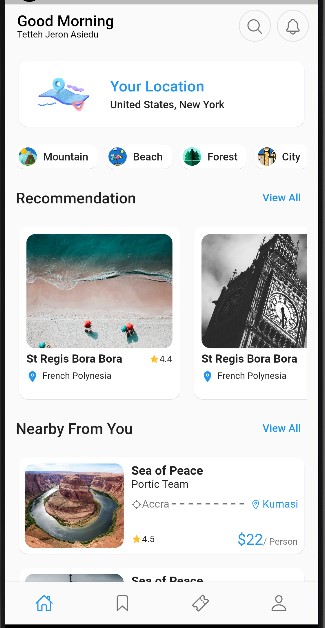 Good Morning
Tetteh Jeron Asiedu
Your Location
United States, New York
Mountain
Beach
Forest
City
Recommendation
View All
St Regis Bora Bora
4.4
French Polynesia
St Regis Bora Bora
French Polynesia
Nearby From You
View All
Sea of Peace
Portic Team
Accra
Kumasi
4.5
$22/ Person
Sea of Peace